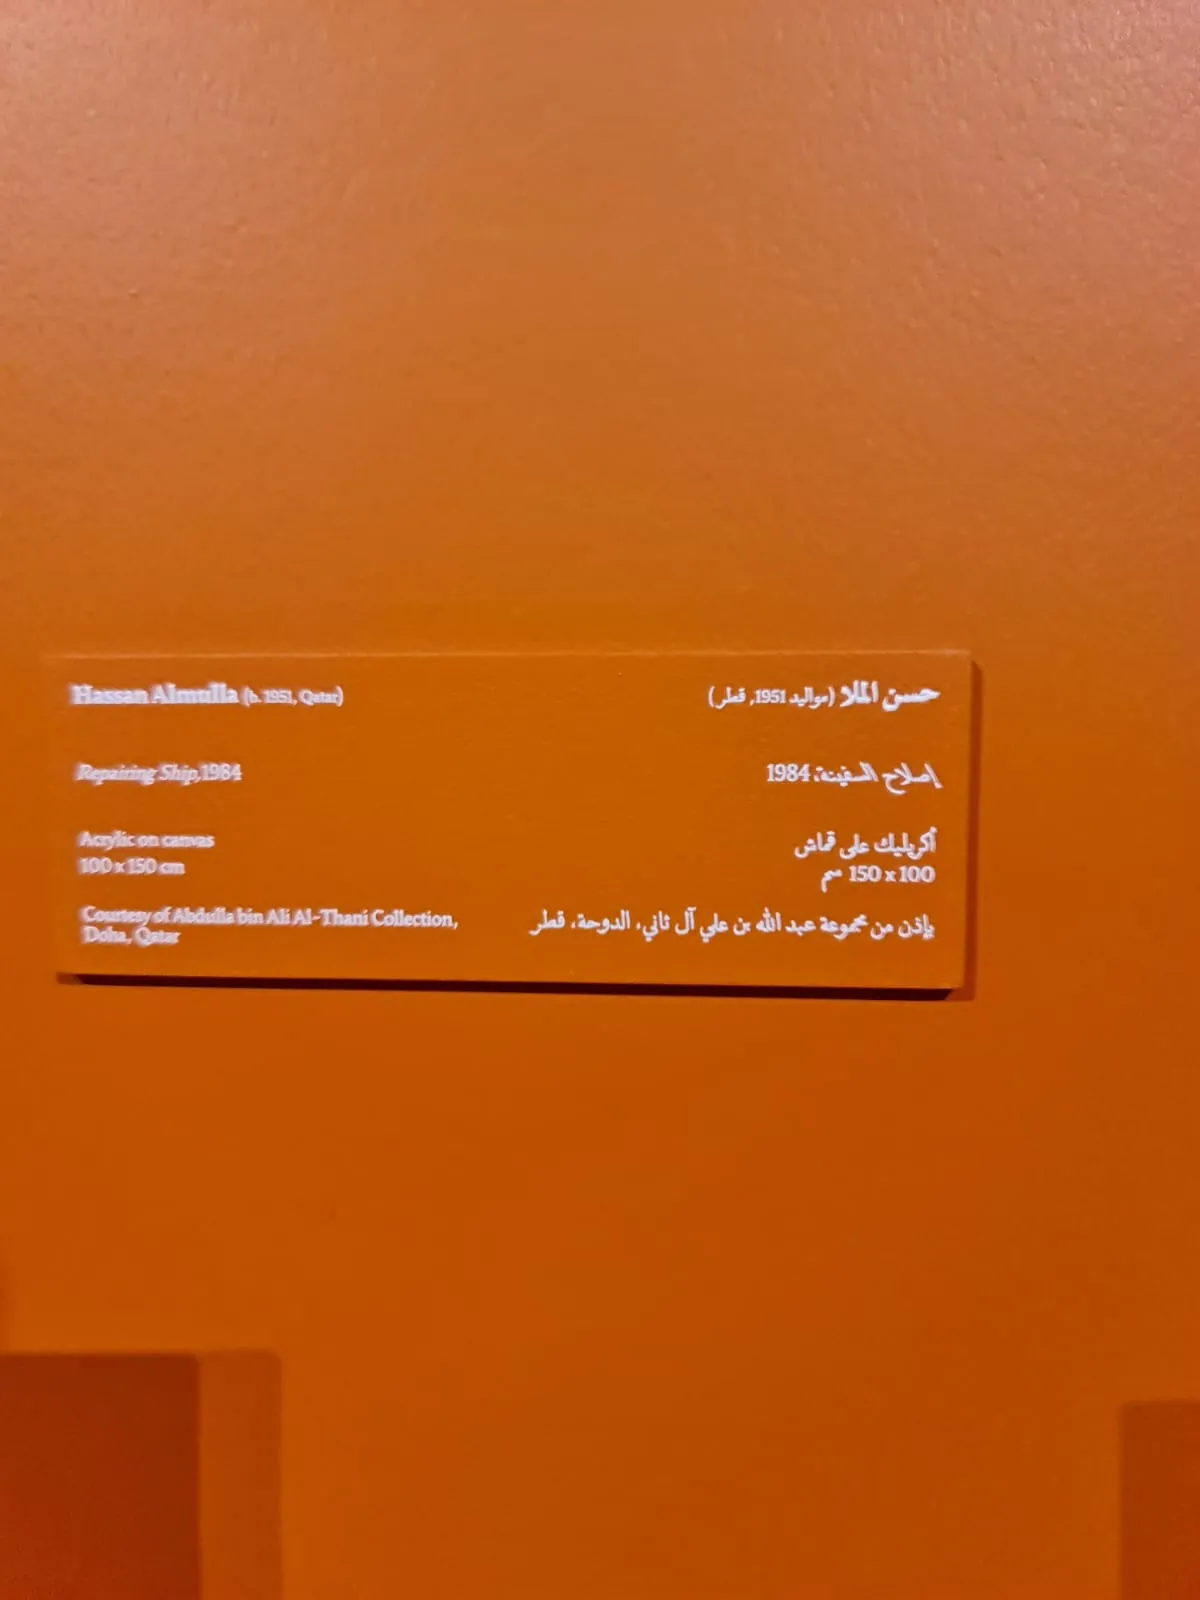 Hassan Almulla (b. 1951, Qatar)
Repairing Ship,1984
Acrylic on canvas
100 x 150 cm
Courtesy of Abdulla bin Ali Al-Thani Collection,
Doha, Qatar
حسن الملا (مواليد 1951, قطر)
إصلاح السفينة، 1984
أكريليك على قماش
100 x 150 سم
بإذن من مجموعة عبد الله بن علي آل ثاني، الدوحة، قطر